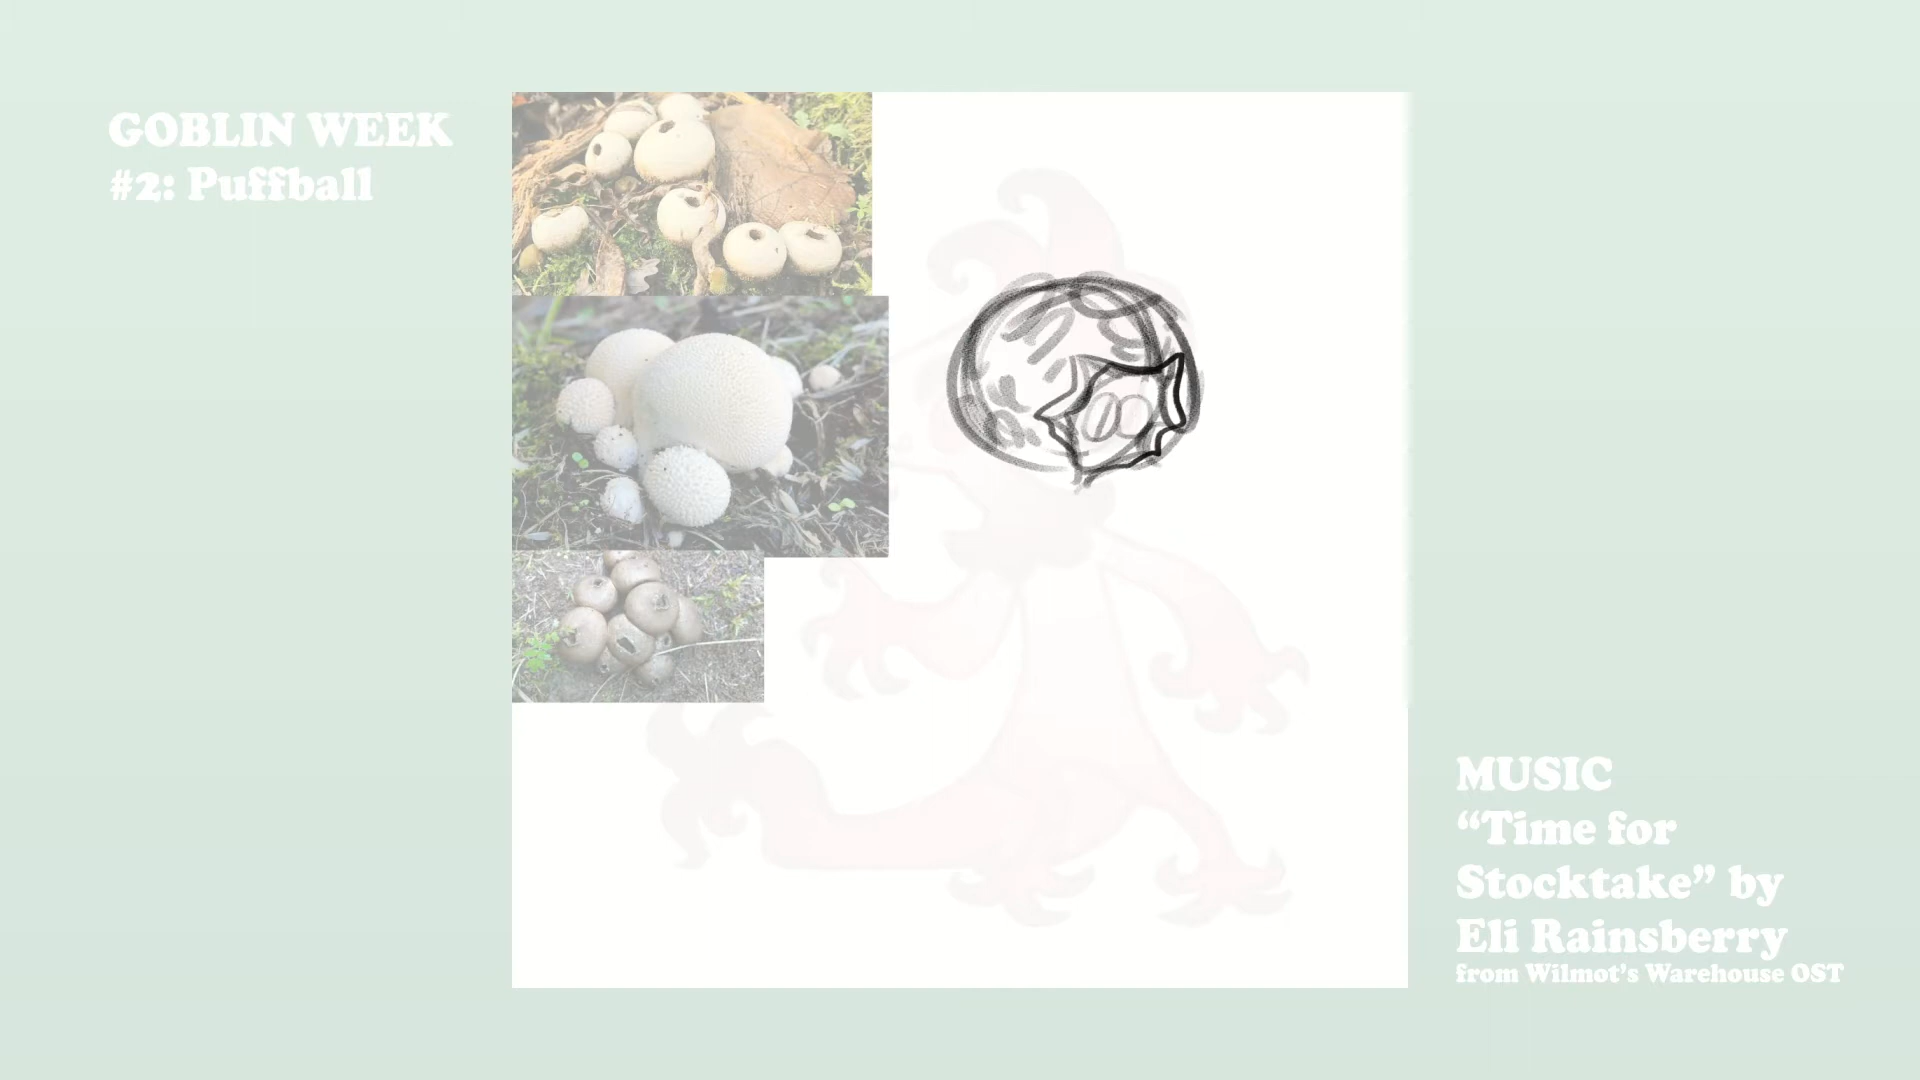 GOBLIN WEEK
#2: Puffball
MUSIC
“Time for
Stocktake” by
Eli Rainsberry
from Wilmot’s Warehouse OST